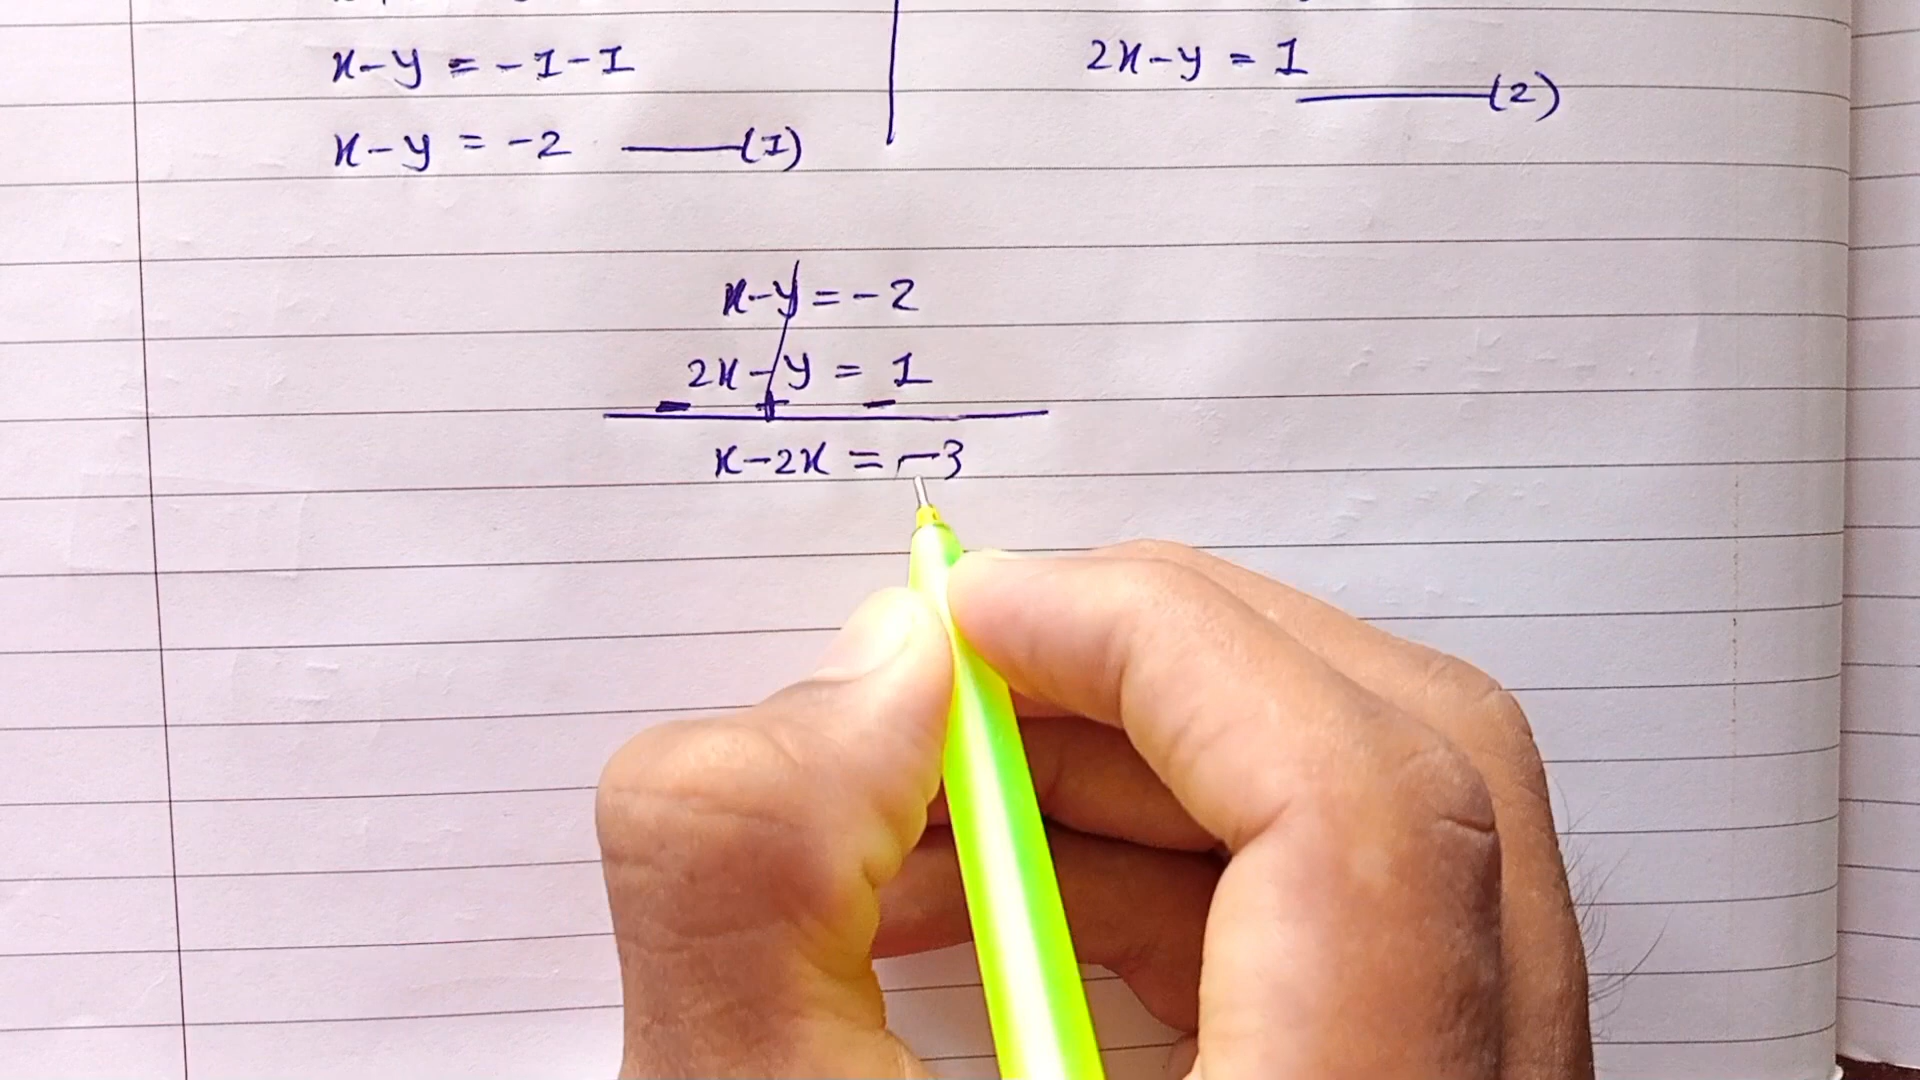 x-y = -1-1
x-y = -2 ——(1)
2x-y = 1
——(2)
x-y = -2
2x-y = 1
- + -
x-2x = -3